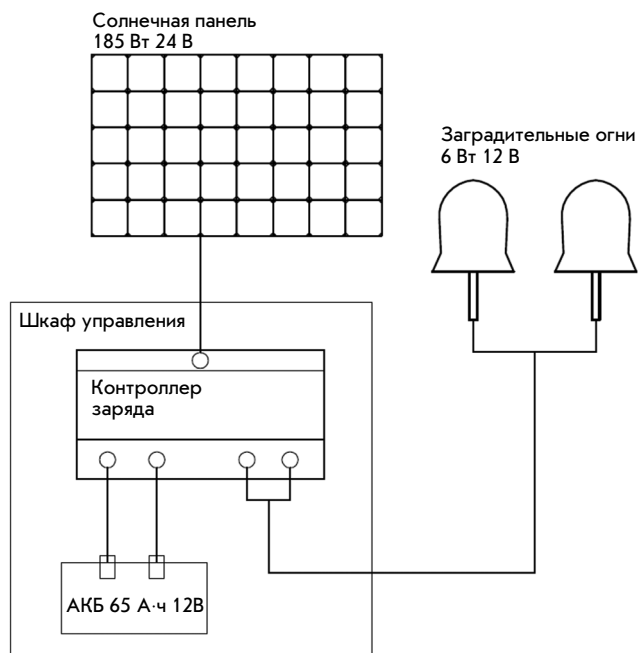 Солнечная панель
185 Вт 24 В
Заградительные огни
6 Вт 12 В
Шкаф управления
Контроллер
заряда
АКБ 65 А·ч 12В